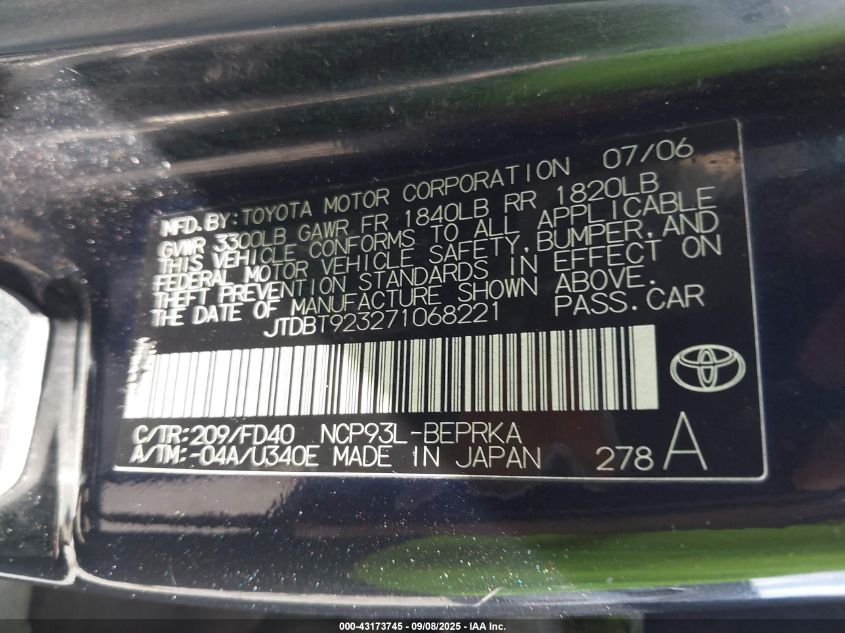 MFD. BY: TOYOTA MOTOR CORPORATION 07/06
GVWR 3300LB GAWR FR 1840LB RR 1820LB
THIS VEHICLE CONFORMS TO ALL APPLICABLE
FEDERAL MOTOR VEHICLE SAFETY, BUMPER, AND
THEFT PREVENTION STANDARDS IN EFFECT ON
THE DATE OF MANUFACTURE SHOWN ABOVE.
JTDBT923271068221 PASS. CAR
C/TR: 209/FD40 NCP93L-BEPRKA
A/TM: -04A/U340E MADE IN JAPAN 278 A
000-43173745 - 09/08/2025 - IAA Inc.